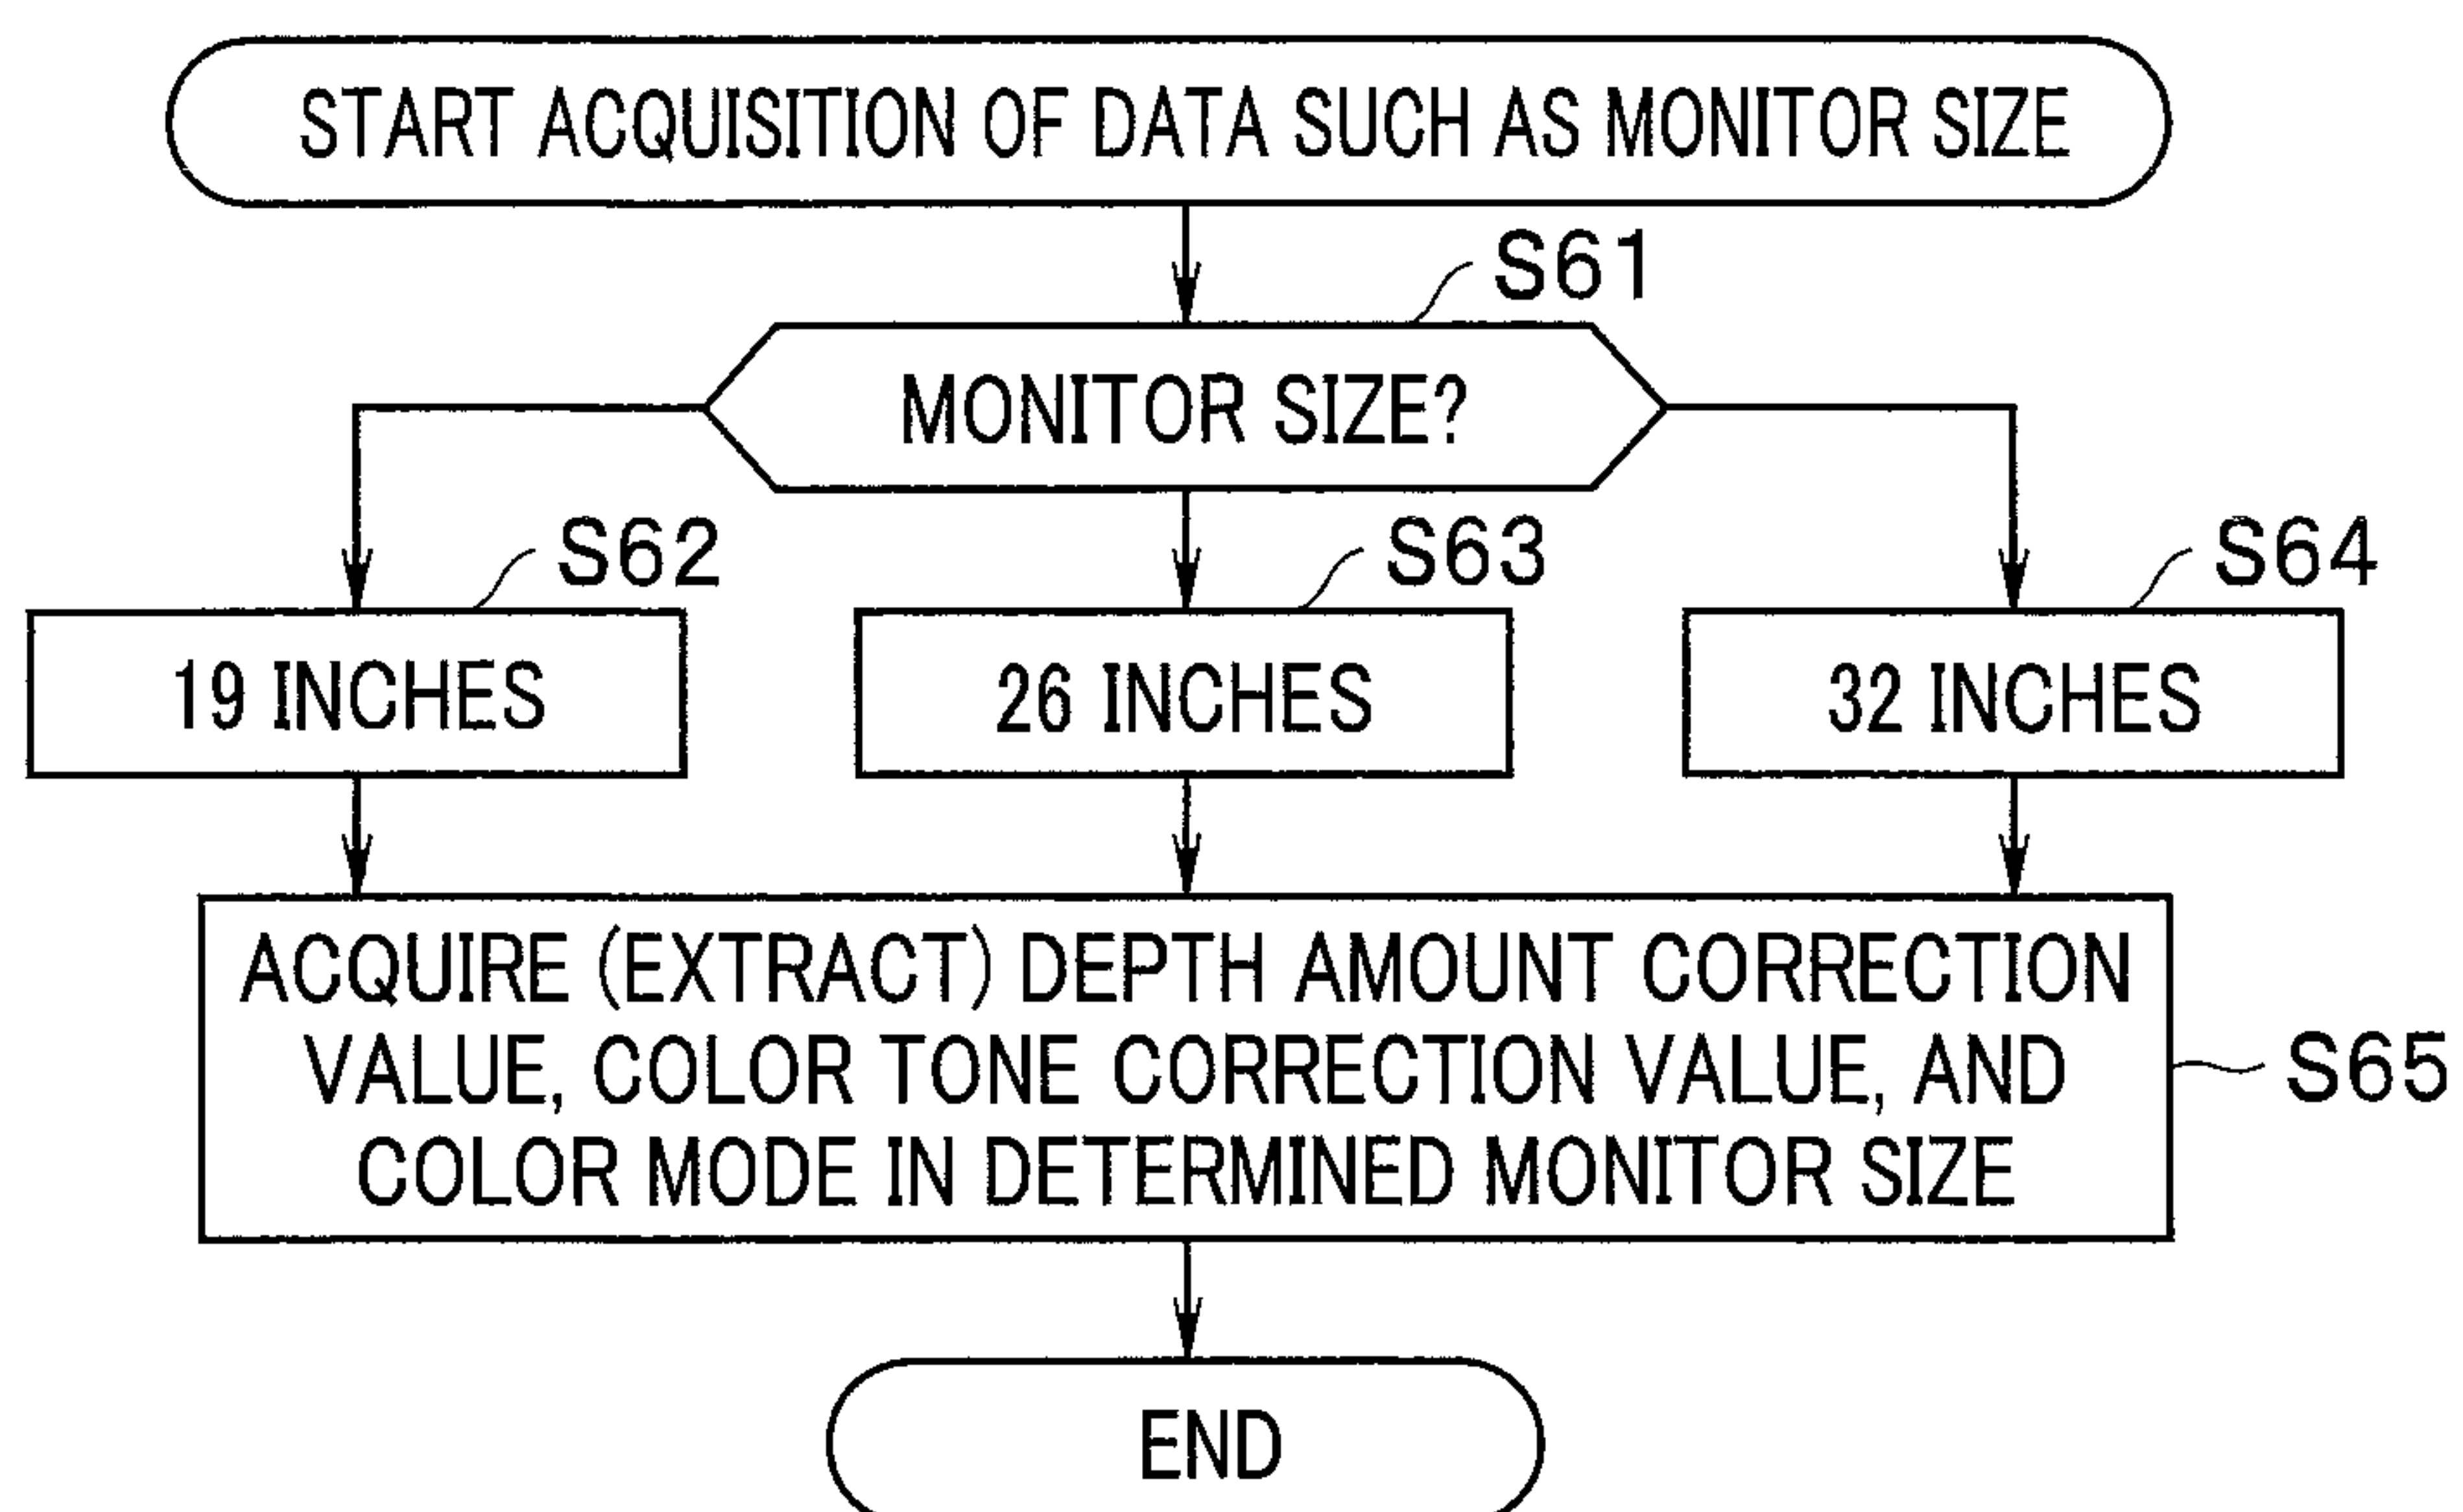 START ACQUISITION OF DATA SUCH AS MONITOR SIZE
S61
MONITOR SIZE?
S62
S63
S64
19 INCHES
26 INCHES
32 INCHES
ACQUIRE (EXTRACT) DEPTH AMOUNT CORRECTION
VALUE, COLOR TONE CORRECTION VALUE, AND
COLOR MODE IN DETERMINED MONITOR SIZE
S65
END